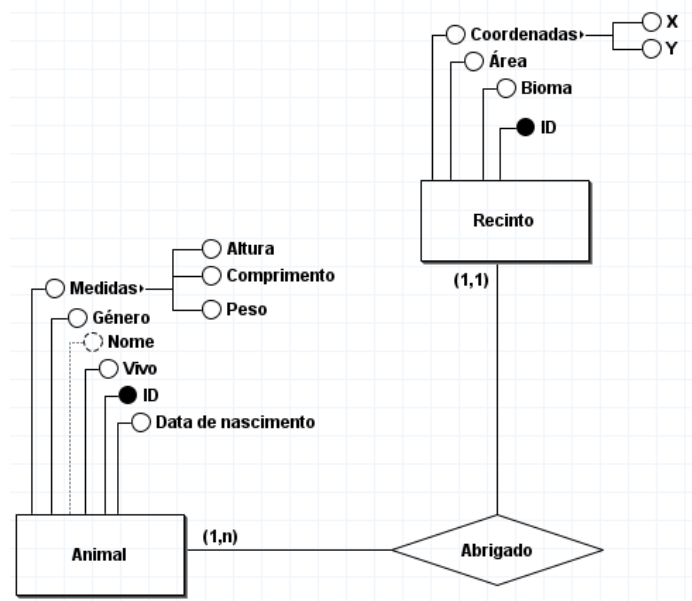 Coordenadas
X
Y
Área
Bioma
ID
Recinto
(1,1)
Altura
Medidas
Comprimento
Peso
Género
Nome
Vivo
ID
Data de nascimento
Animal
(1,n)
Abrigado